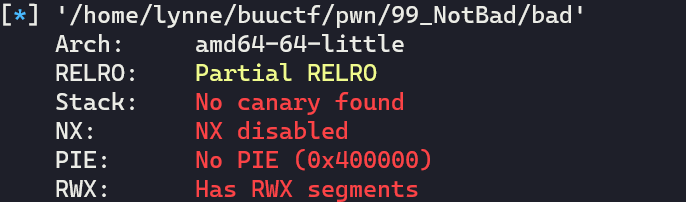 [*] '/home/lynne/buuctf/pwn/99_NotBad/bad'
Arch: amd64-64-little
RELRO: Partial RELRO
Stack: No canary found
NX: NX disabled
PIE: No PIE (0x400000)
RWX: Has RWX segments